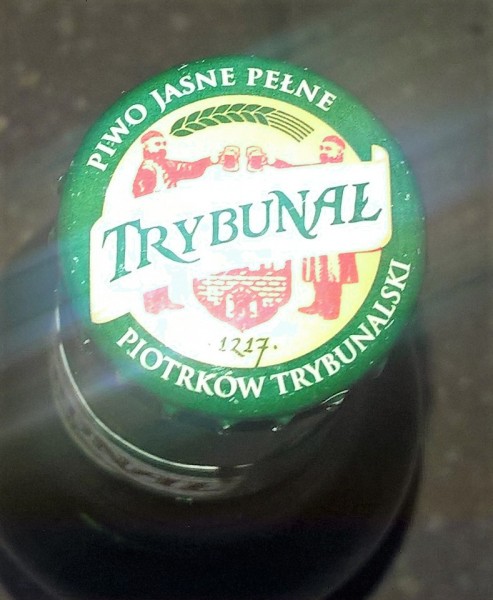 PIWO JASNE PEŁNE
TRYBUNAŁ
·1217·
PIOTRKÓW TRYBUNALSKI